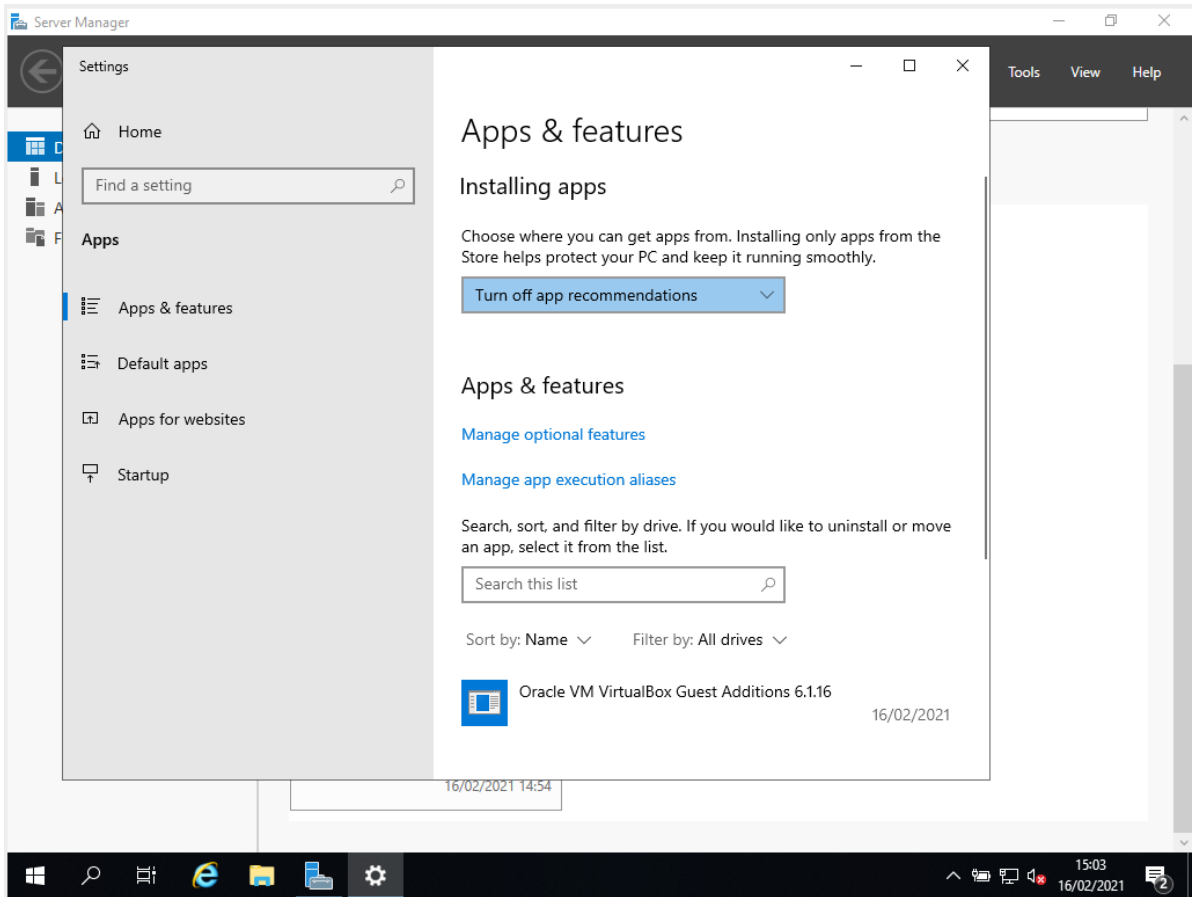 Server Manager
Tools View Help
Settings
Home
Find a setting
Apps
Apps & features
Default apps
Apps for websites
Startup
Apps & features
Installing apps
Choose where you can get apps from. Installing only apps from the
Store helps protect your PC and keep it running smoothly.
Turn off app recommendations
Apps & features
Manage optional features
Manage app execution aliases
Search, sort, and filter by drive. If you would like to uninstall or move
an app, select it from the list.
Search this list
Sort by: Name Filter by: All drives
Oracle VM VirtualBox Guest Additions 6.1.16
16/02/2021
16/02/2021 14:54
15:03
16/02/2021
2